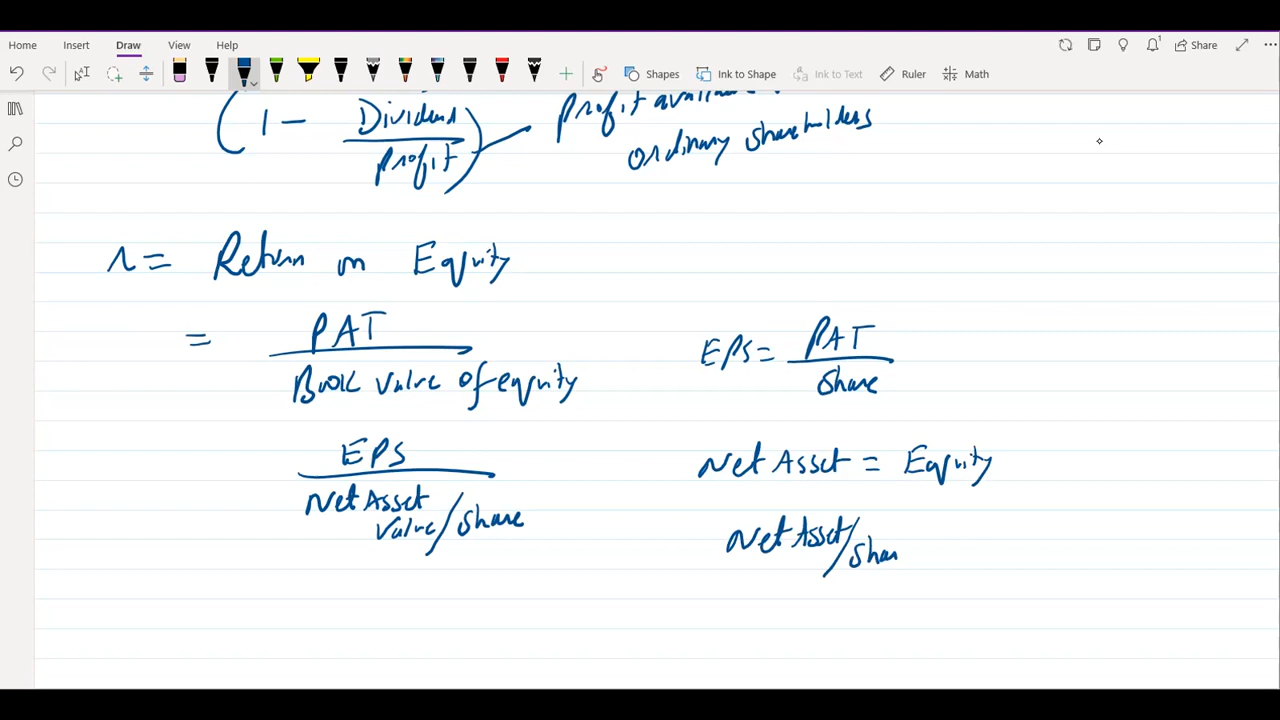 Home Insert Draw View Help
1 Share
Shapes Ink to Shape Ink to Text Ruler Math
(1 - Dividend / Profit) Profit
ordinary shareholders
r = Return on Equity
= PAT
Book Value of equity
EPS = PAT
Share
EPS
Net Asset
Value/Share
Net Asset = Equity
Net Asset/Shar